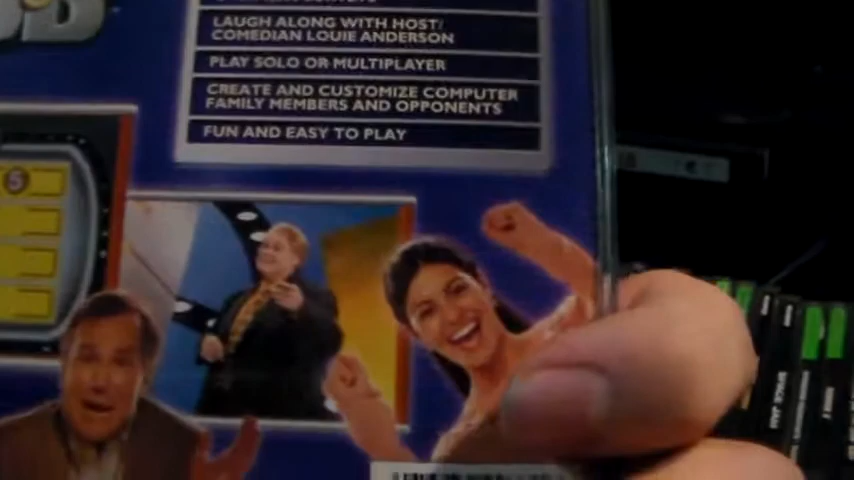 LAUGH ALONG WITH HOST/
COMEDIAN LOUIE ANDERSON
PLAY SOLO OR MULTIPLAYER
CREATE AND CUSTOMIZE COMPUTER
FAMILY MEMBERS AND OPPONENTS
FUN AND EASY TO PLAY
5